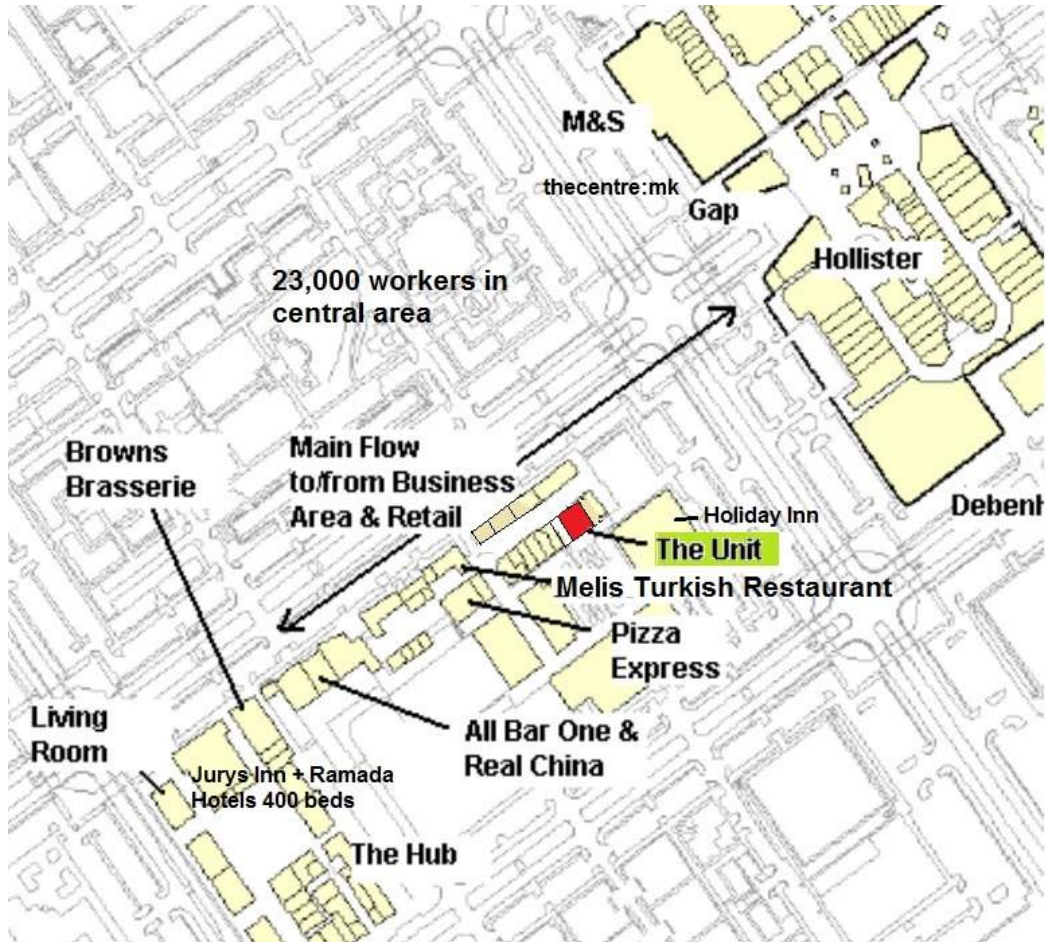 M&S
thecentre:mk
Gap
Hollister
23,000 workers in
central area
Browns
Brasserie
Main Flow
to/from Business
Area & Retail
Holiday Inn
The Unit
Debenh
Melis Turkish Restaurant
Pizza
Express
Living
Room
All Bar One &
Real China
Jurys Inn + Ramada
Hotels 400 beds
The Hub